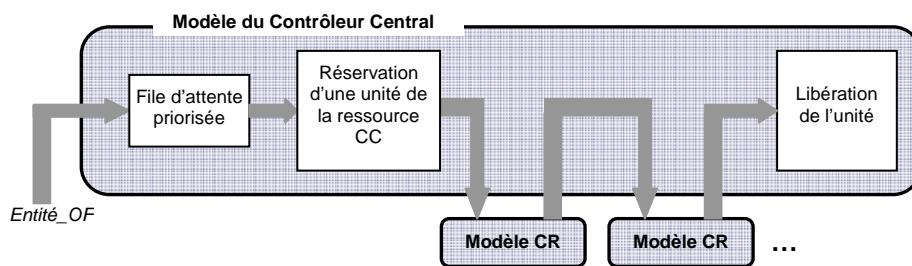 Modèle du Contrôleur Central
File d'attente
priorisée
Réservation
d'une unité de
la ressource
CC
Libération
de l'unité
Entité_OF
Modèle CR
Modèle CR
...